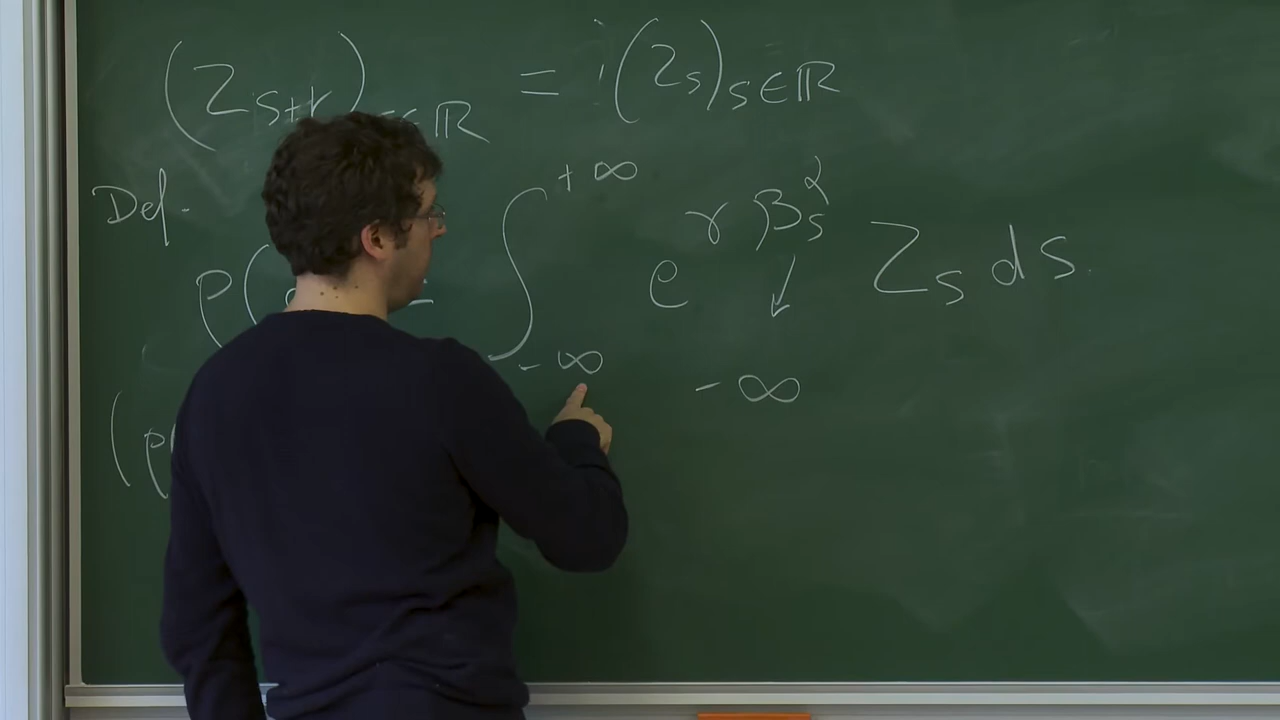 (Z_{s+t})_{s∈ℝ} = (Z_s)_{s∈ℝ}
Def.
ρ( = ∫_{-∞}^{+∞} e^{γ B_s^α} Z_s ds.
↓
-∞
(ρ(